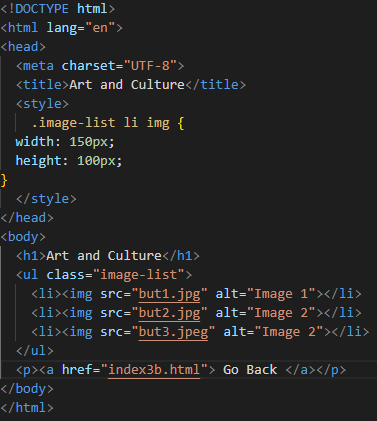 <!DOCTYPE html>
<html lang="en">
<head>
  <meta charset="UTF-8">
  <title>Art and Culture</title>
  <style>
    .image-list li img {
  width: 150px;
  height: 100px;
}
  </style>
</head>
<body>
  <h1>Art and Culture</h1>
  <ul class="image-list">
    <li><img src="but1.jpg" alt="Image 1"></li>
    <li><img src="but2.jpg" alt="Image 2"></li>
    <li><img src="but3.jpeg" alt="Image 2"></li>
  </ul>
  <p><a href="index3b.html"> Go Back </a></p>
</body>
</html>